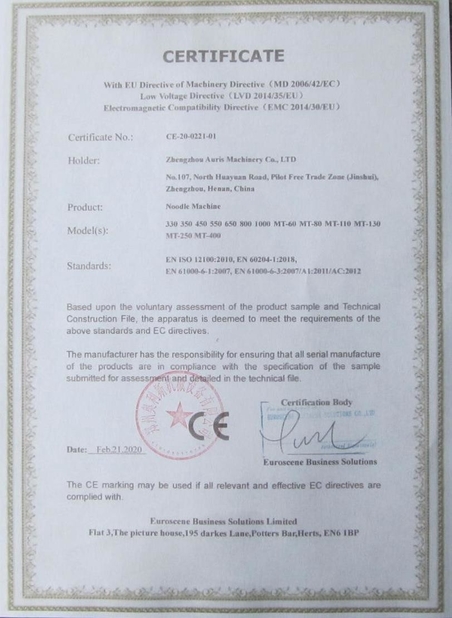 CERTIFICATE
With EU Directive of Machinery Directive（MD 2006/42/EC）
Low Voltage Directive（LVD 2014/35/EU）
Electromagnetic Compatibility Directive（EMC 2014/30/EU）
Certificate No.: CE-20-0221-01
Holder: Zhengzhou Auris Machinery Co., LTD
No.107, North Huayuan Road, Pilot Free Trade Zone (Jinshui),
Zhengzhou, Henan, China
Product: Noodle Machine
Model(s): 330 350 450 550 650 800 1000 MT-60 MT-80 MT-110 MT-130
MT-250 MT-400
Standards: EN ISO 12100:2010, EN 60204-1:2018,
EN 61000-6-1:2007, EN 61000-6-3:2007/A1:2011/AC:2012
Based upon the voluntary assessment of the product sample and Technical
Construction File, the apparatus is deemed to meet the requirements of the
above standards and EC directives.
The manufacturer has the responsibility for ensuring that all serial manufacture
of the products are in compliance with the specification of the sample
submitted for assessment and detailed in the technical file.
Certification Body
CE
Date: Feb.21,2020
Euroscene Business Solutions
The CE marking may be used if all relevant and effective EC directives are
complied with.
Euroscene Business Solutions Limited
Flat 3,The picture house,195 darkes Lane,Potters Bar,Herts, EN6 1BP